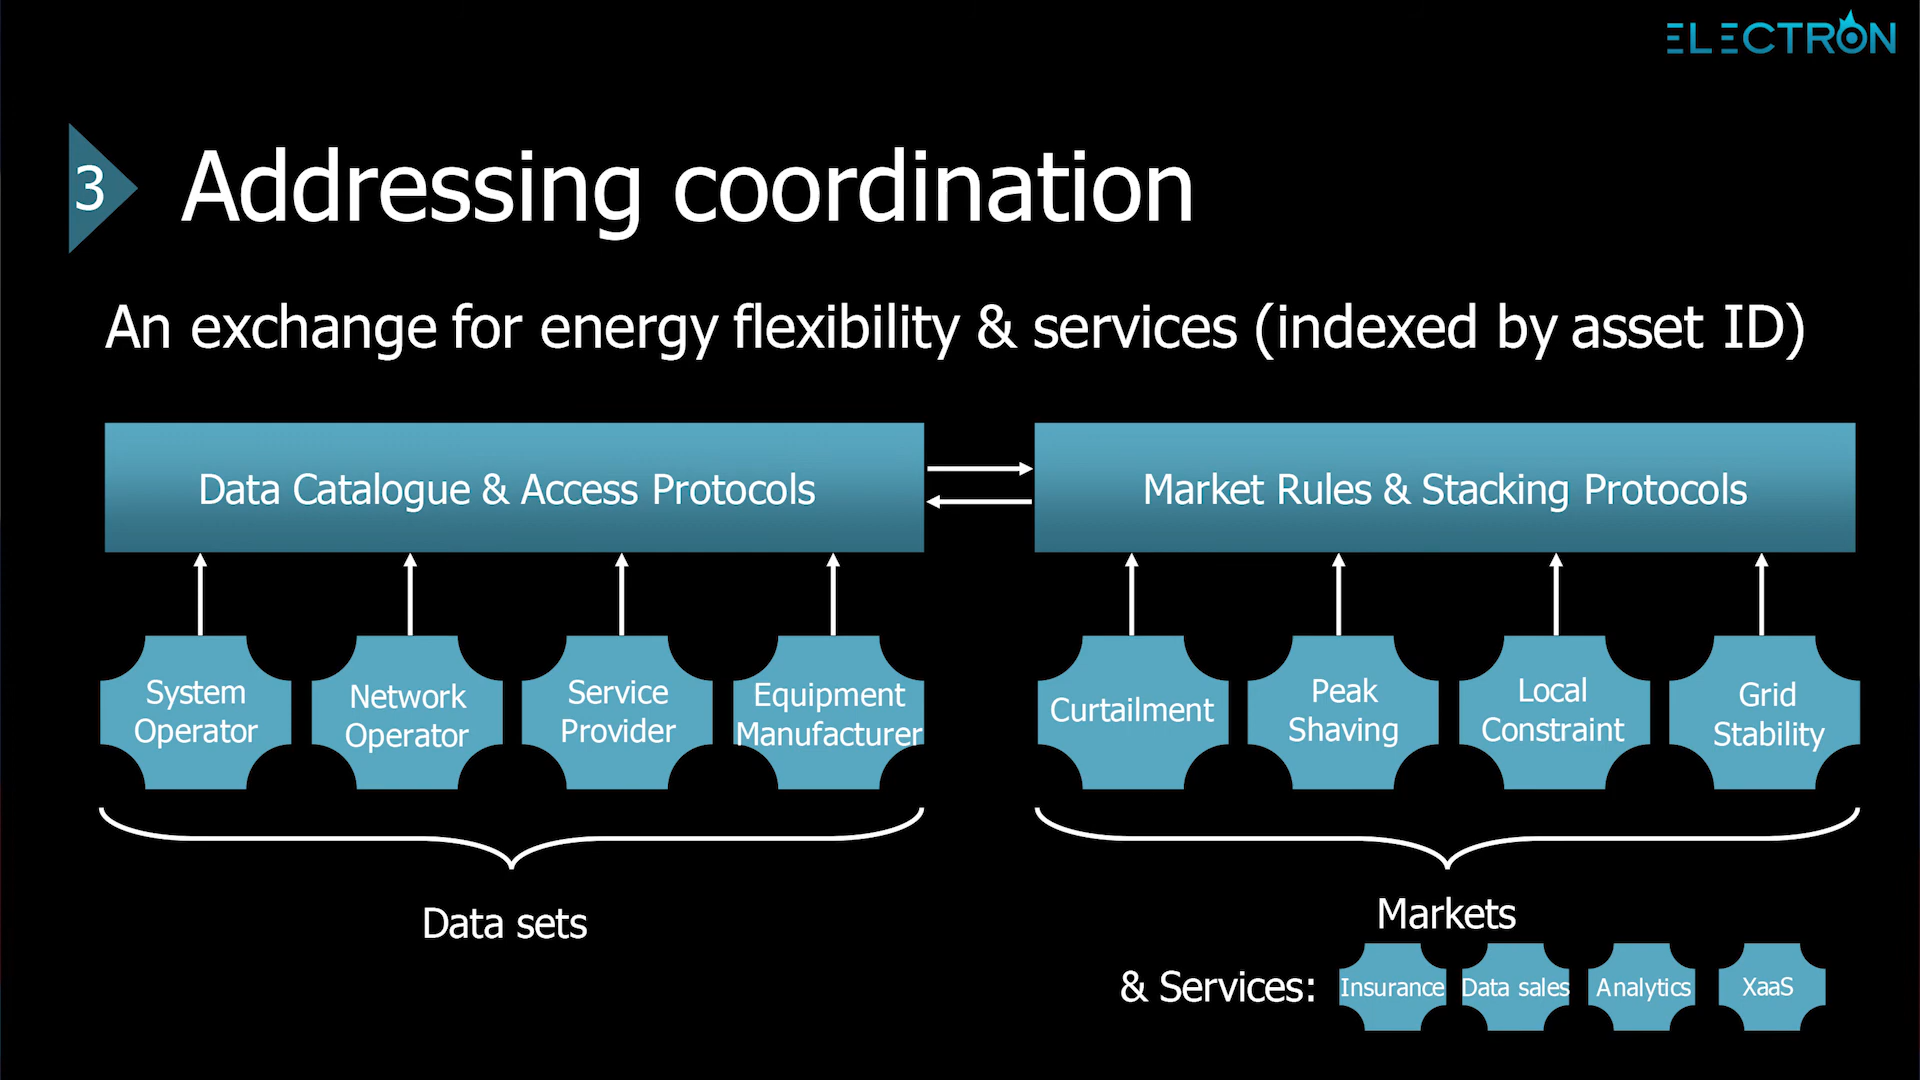 ELECTRON
3
Addressing coordination
An exchange for energy flexibility & services (indexed by asset ID)
Data Catalogue & Access Protocols
Market Rules & Stacking Protocols
System
Operator
Network
Operator
Service
Provider
Equipment
Manufacturer
Curtailment
Peak
Shaving
Local
Constraint
Grid
Stability
Data sets
Markets
& Services:
Insurance
Data sales
Analytics
XaaS